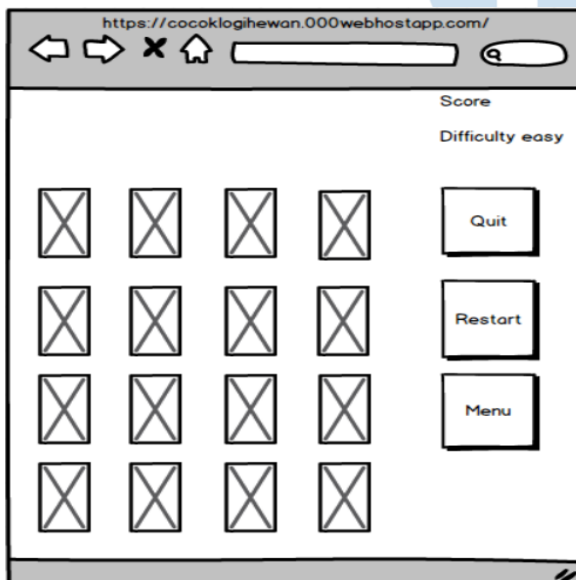 https://cocoklogihewan.000webhostapp.com/
Score
Difficulty easy
Quit
Restart
Menu